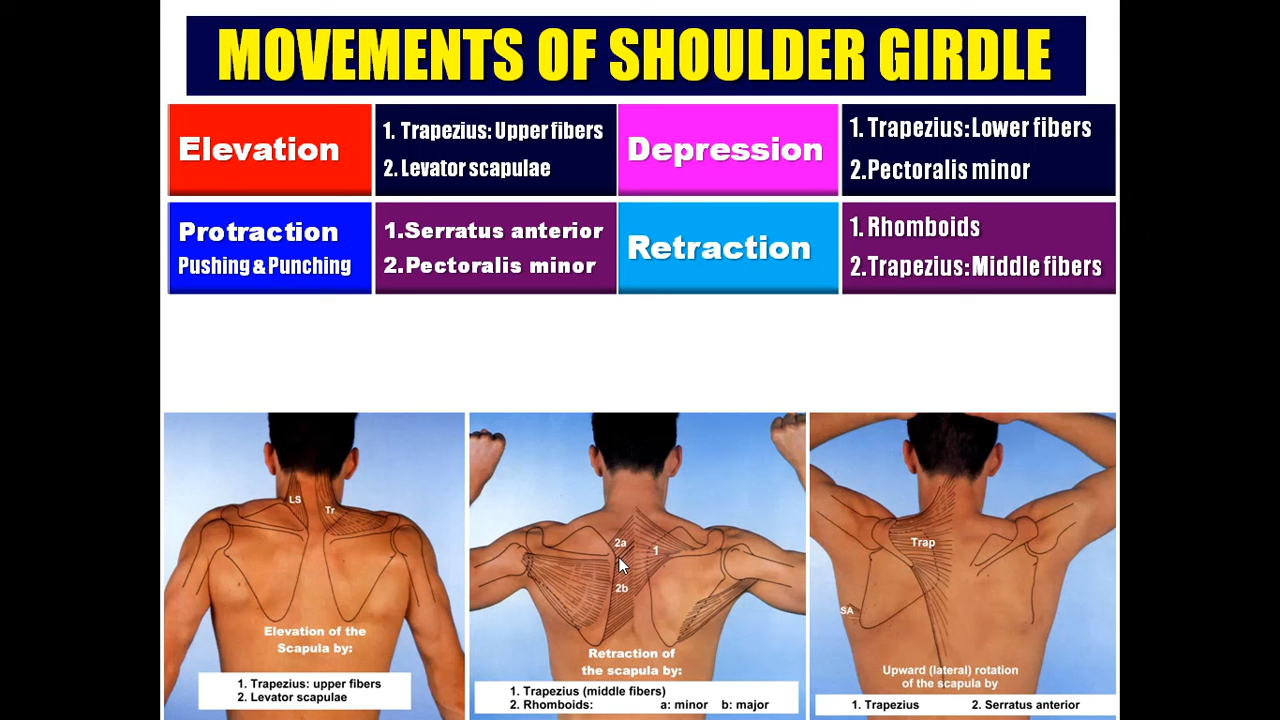 MOVEMENTS OF SHOULDER GIRDLE
Elevation
1. Trapezius: Upper fibers
2. Levator scapulae
Depression
1. Trapezius: Lower fibers
2.Pectoralis minor
Protraction
Pushing & Punching
1.Serratus anterior
2.Pectoralis minor
Retraction
1. Rhomboids
2.Trapezius: Middle fibers
LS
Tr
Elevation of the
Scapula by:
1. Trapezius: upper fibers
2. Levator scapulae
2a
1
2b
Retraction of
the scapula by:
1. Trapezius (middle fibers)
2. Rhomboids: a: minor b: major
Trap
SA
Upward (lateral) rotation
of the scapula by
1. Trapezius 2. Serratus anterior